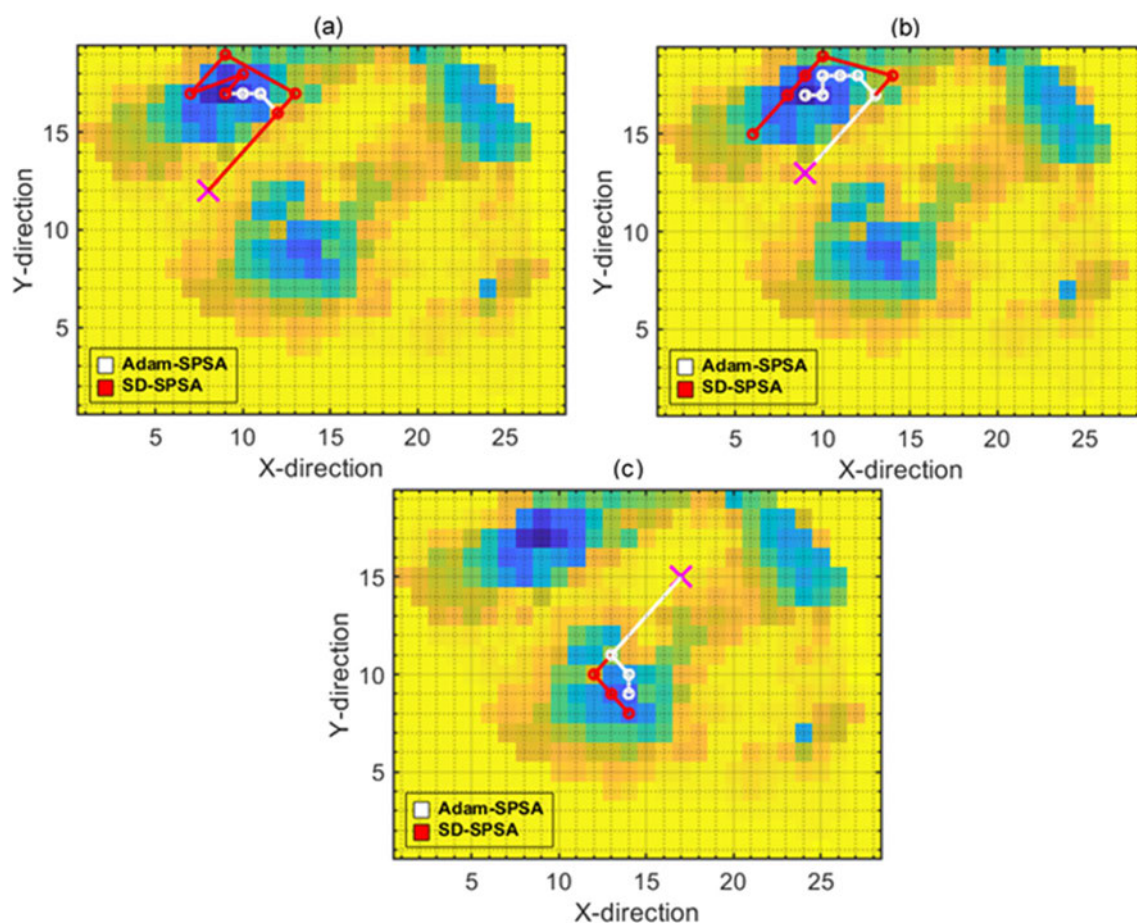 (a)
Y-direction
15
10
5
Adam-SPSA
SD-SPSA
5 10 15 20 25
X-direction
(b)
Y-direction
15
10
5
Adam-SPSA
SD-SPSA
5 10 15 20 25
X-direction
(c)
Y-direction
15
10
5
Adam-SPSA
SD-SPSA
5 10 15 20 25
X-direction